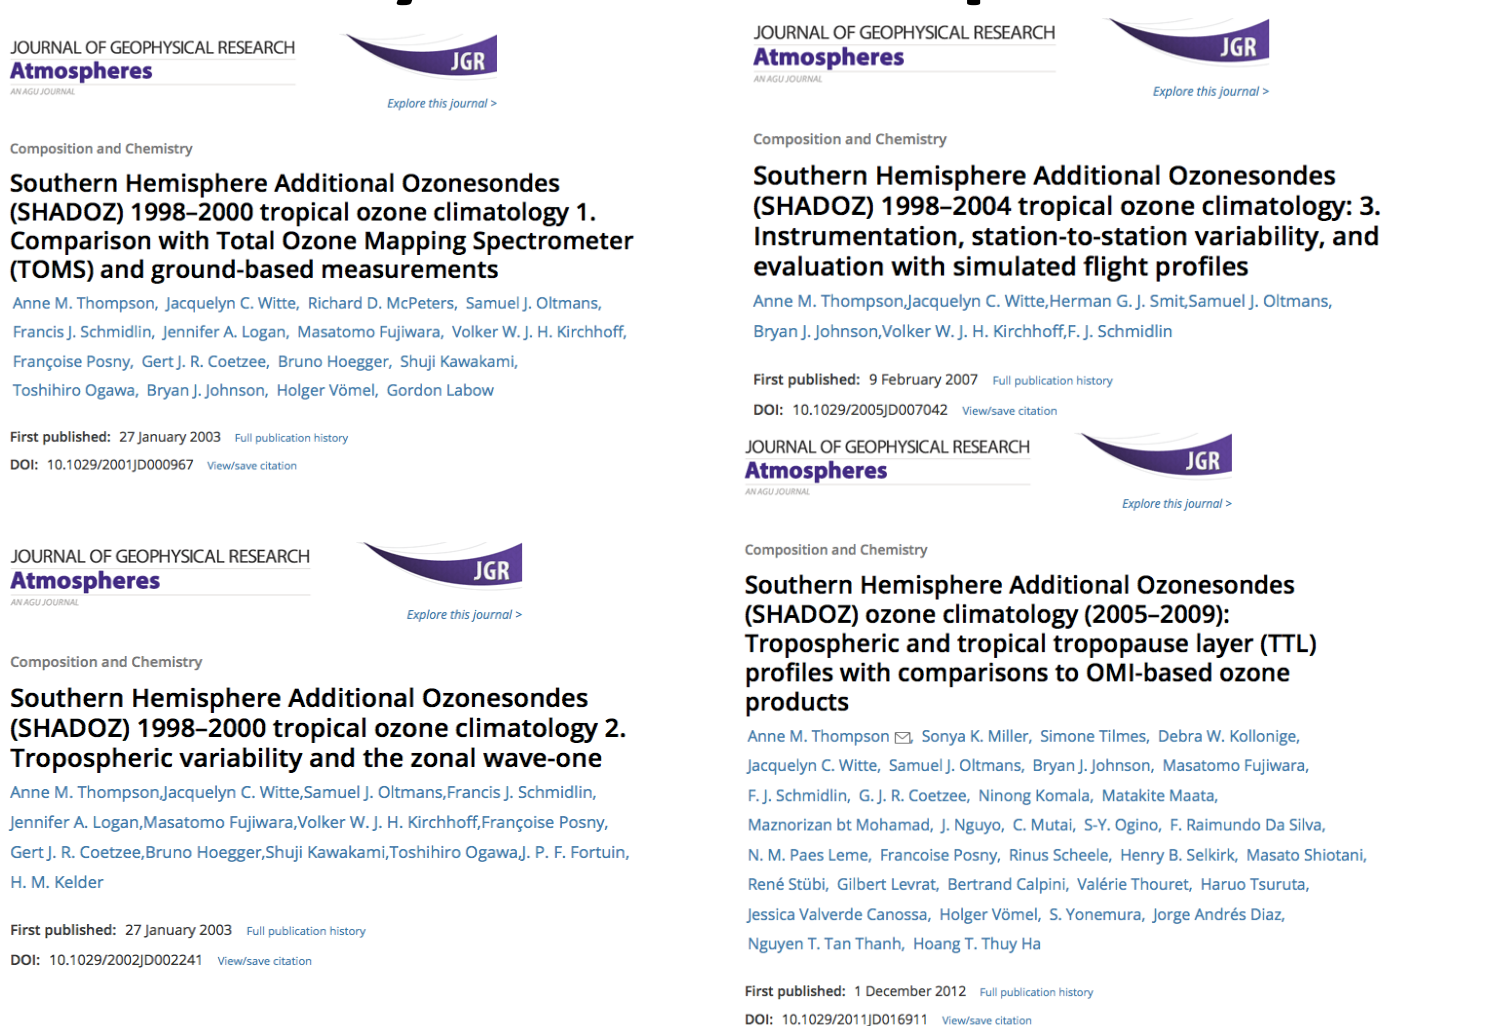 JOURNAL OF GEOPHYSICAL RESEARCH
Atmospheres
AN AGU JOURNAL
JGR
Explore this journal >
Composition and Chemistry
Southern Hemisphere Additional Ozonesondes
(SHADOZ) 1998–2000 tropical ozone climatology 1.
Comparison with Total Ozone Mapping Spectrometer
(TOMS) and ground-based measurements
Anne M. Thompson, Jacquelyn C. Witte, Richard D. McPeters, Samuel J. Oltmans,
Francis J. Schmidlin, Jennifer A. Logan, Masatomo Fujiwara, Volker W. J. H. Kirchhoff,
Françoise Posny, Gert J. R. Coetzee, Bruno Hoegger, Shuji Kawakami,
Toshihiro Ogawa, Bryan J. Johnson, Holger Vömel, Gordon Labow
First published: 27 January 2003 Full publication history
DOI: 10.1029/2001JD000967 View/save citation
JOURNAL OF GEOPHYSICAL RESEARCH
Atmospheres
AN AGU JOURNAL
JGR
Explore this journal >
Composition and Chemistry
Southern Hemisphere Additional Ozonesondes
(SHADOZ) 1998–2000 tropical ozone climatology 2.
Tropospheric variability and the zonal wave-one
Anne M. Thompson,Jacquelyn C. Witte,Samuel J. Oltmans,Francis J. Schmidlin,
Jennifer A. Logan,Masatomo Fujiwara,Volker W. J. H. Kirchhoff,Françoise Posny,
Gert J. R. Coetzee,Bruno Hoegger,Shuji Kawakami,Toshihiro Ogawa,J. P. F. Fortuin,
H. M. Kelder
First published: 27 January 2003 Full publication history
DOI: 10.1029/2002JD002241 View/save citation
JOURNAL OF GEOPHYSICAL RESEARCH
Atmospheres
AN AGU JOURNAL
JGR
Explore this journal >
Composition and Chemistry
Southern Hemisphere Additional Ozonesondes
(SHADOZ) 1998–2004 tropical ozone climatology: 3.
Instrumentation, station-to-station variability, and
evaluation with simulated flight profiles
Anne M. Thompson,Jacquelyn C. Witte,Herman G. J. Smit,Samuel J. Oltmans,
Bryan J. Johnson,Volker W. J. H. Kirchhoff,F. J. Schmidlin
First published: 9 February 2007 Full publication history
DOI: 10.1029/2005JD007042 View/save citation
JOURNAL OF GEOPHYSICAL RESEARCH
Atmospheres
AN AGU JOURNAL
JGR
Explore this journal >
Composition and Chemistry
Southern Hemisphere Additional Ozonesondes
(SHADOZ) ozone climatology (2005–2009):
Tropospheric and tropical tropopause layer (TTL)
profiles with comparisons to OMI-based ozone
products
Anne M. Thompson, Sonya K. Miller, Simone Tilmes, Debra W. Kollonige,
Jacquelyn C. Witte, Samuel J. Oltmans, Bryan J. Johnson, Masatomo Fujiwara,
F. J. Schmidlin, G. J. R. Coetzee, Ninong Komala, Matakite Maata,
Maznorizan bt Mohamad, J. Nguyo, C. Mutai, S-Y. Ogino, F. Raimundo Da Silva,
N. M. Paes Leme, Francoise Posny, Rinus Scheele, Henry B. Selkirk, Masato Shiotani,
René Stübi, Gilbert Levrat, Bertrand Calpini, Valérie Thouret, Haruo Tsuruta,
Jessica Valverde Canossa, Holger Vömel, S. Yonemura, Jorge Andrés Diaz,
Nguyen T. Tan Thanh, Hoang T. Thuy Ha
First published: 1 December 2012 Full publication history
DOI: 10.1029/2011JD016911 View/save citation